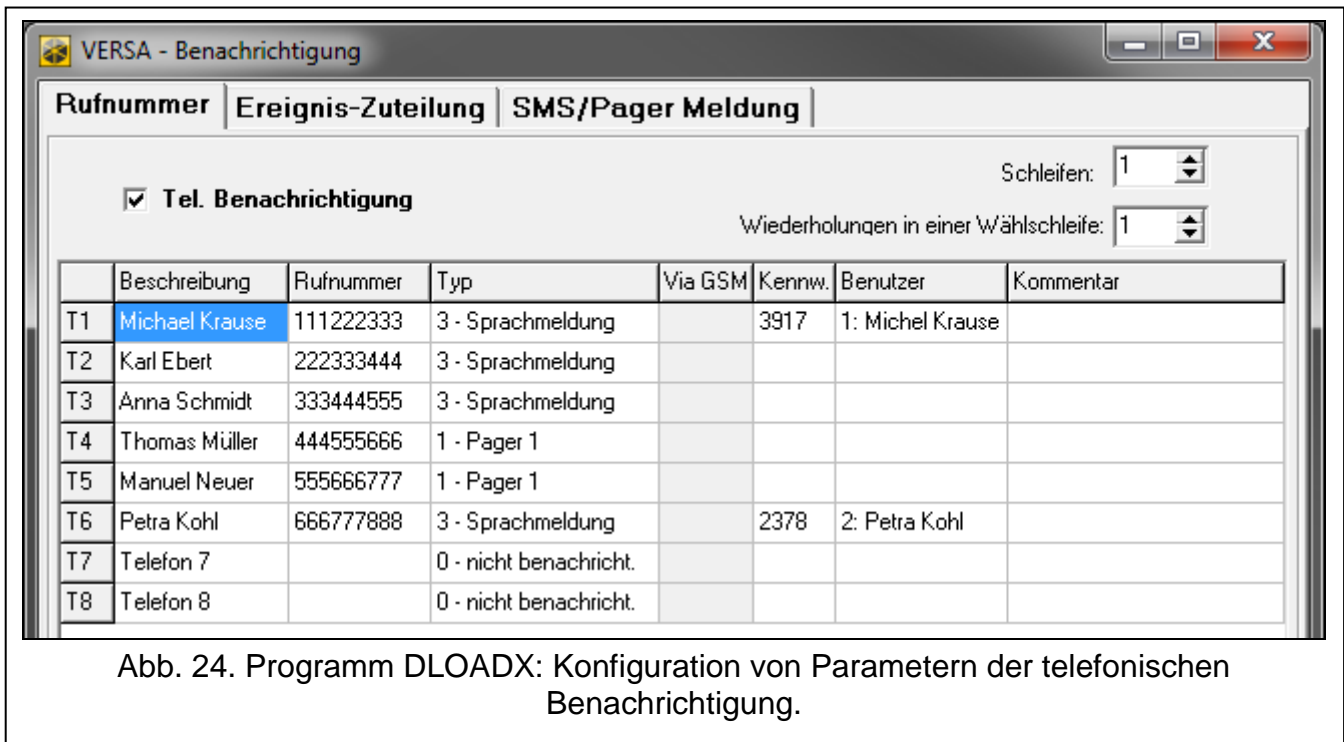 VERSA - Benachrichtigung
Rufnummer Ereignis-Zuteilung SMS/Pager Meldung
Schleifen: 1
Tel. Benachrichtigung
Wiederholungen in einer Wählschleife: 1
Beschreibung Rufnummer Typ Via GSM Kennw. Benutzer Kommentar
T1 Michael Krause 111222333 3 - Sprachmeldung 3917 1: Michel Krause
T2 Karl Ebert 222333444 3 - Sprachmeldung
T3 Anna Schmidt 333444555 3 - Sprachmeldung
T4 Thomas Müller 444555666 1 - Pager 1
T5 Manuel Neuer 555666777 1 - Pager 1
T6 Petra Kohl 666777888 3 - Sprachmeldung 2378 2: Petra Kohl
T7 Telefon 7 0 - nicht benachricht.
T8 Telefon 8 0 - nicht benachricht.
Abb. 24. Programm DLOADX: Konfiguration von Parametern der telefonischen
Benachrichtigung.